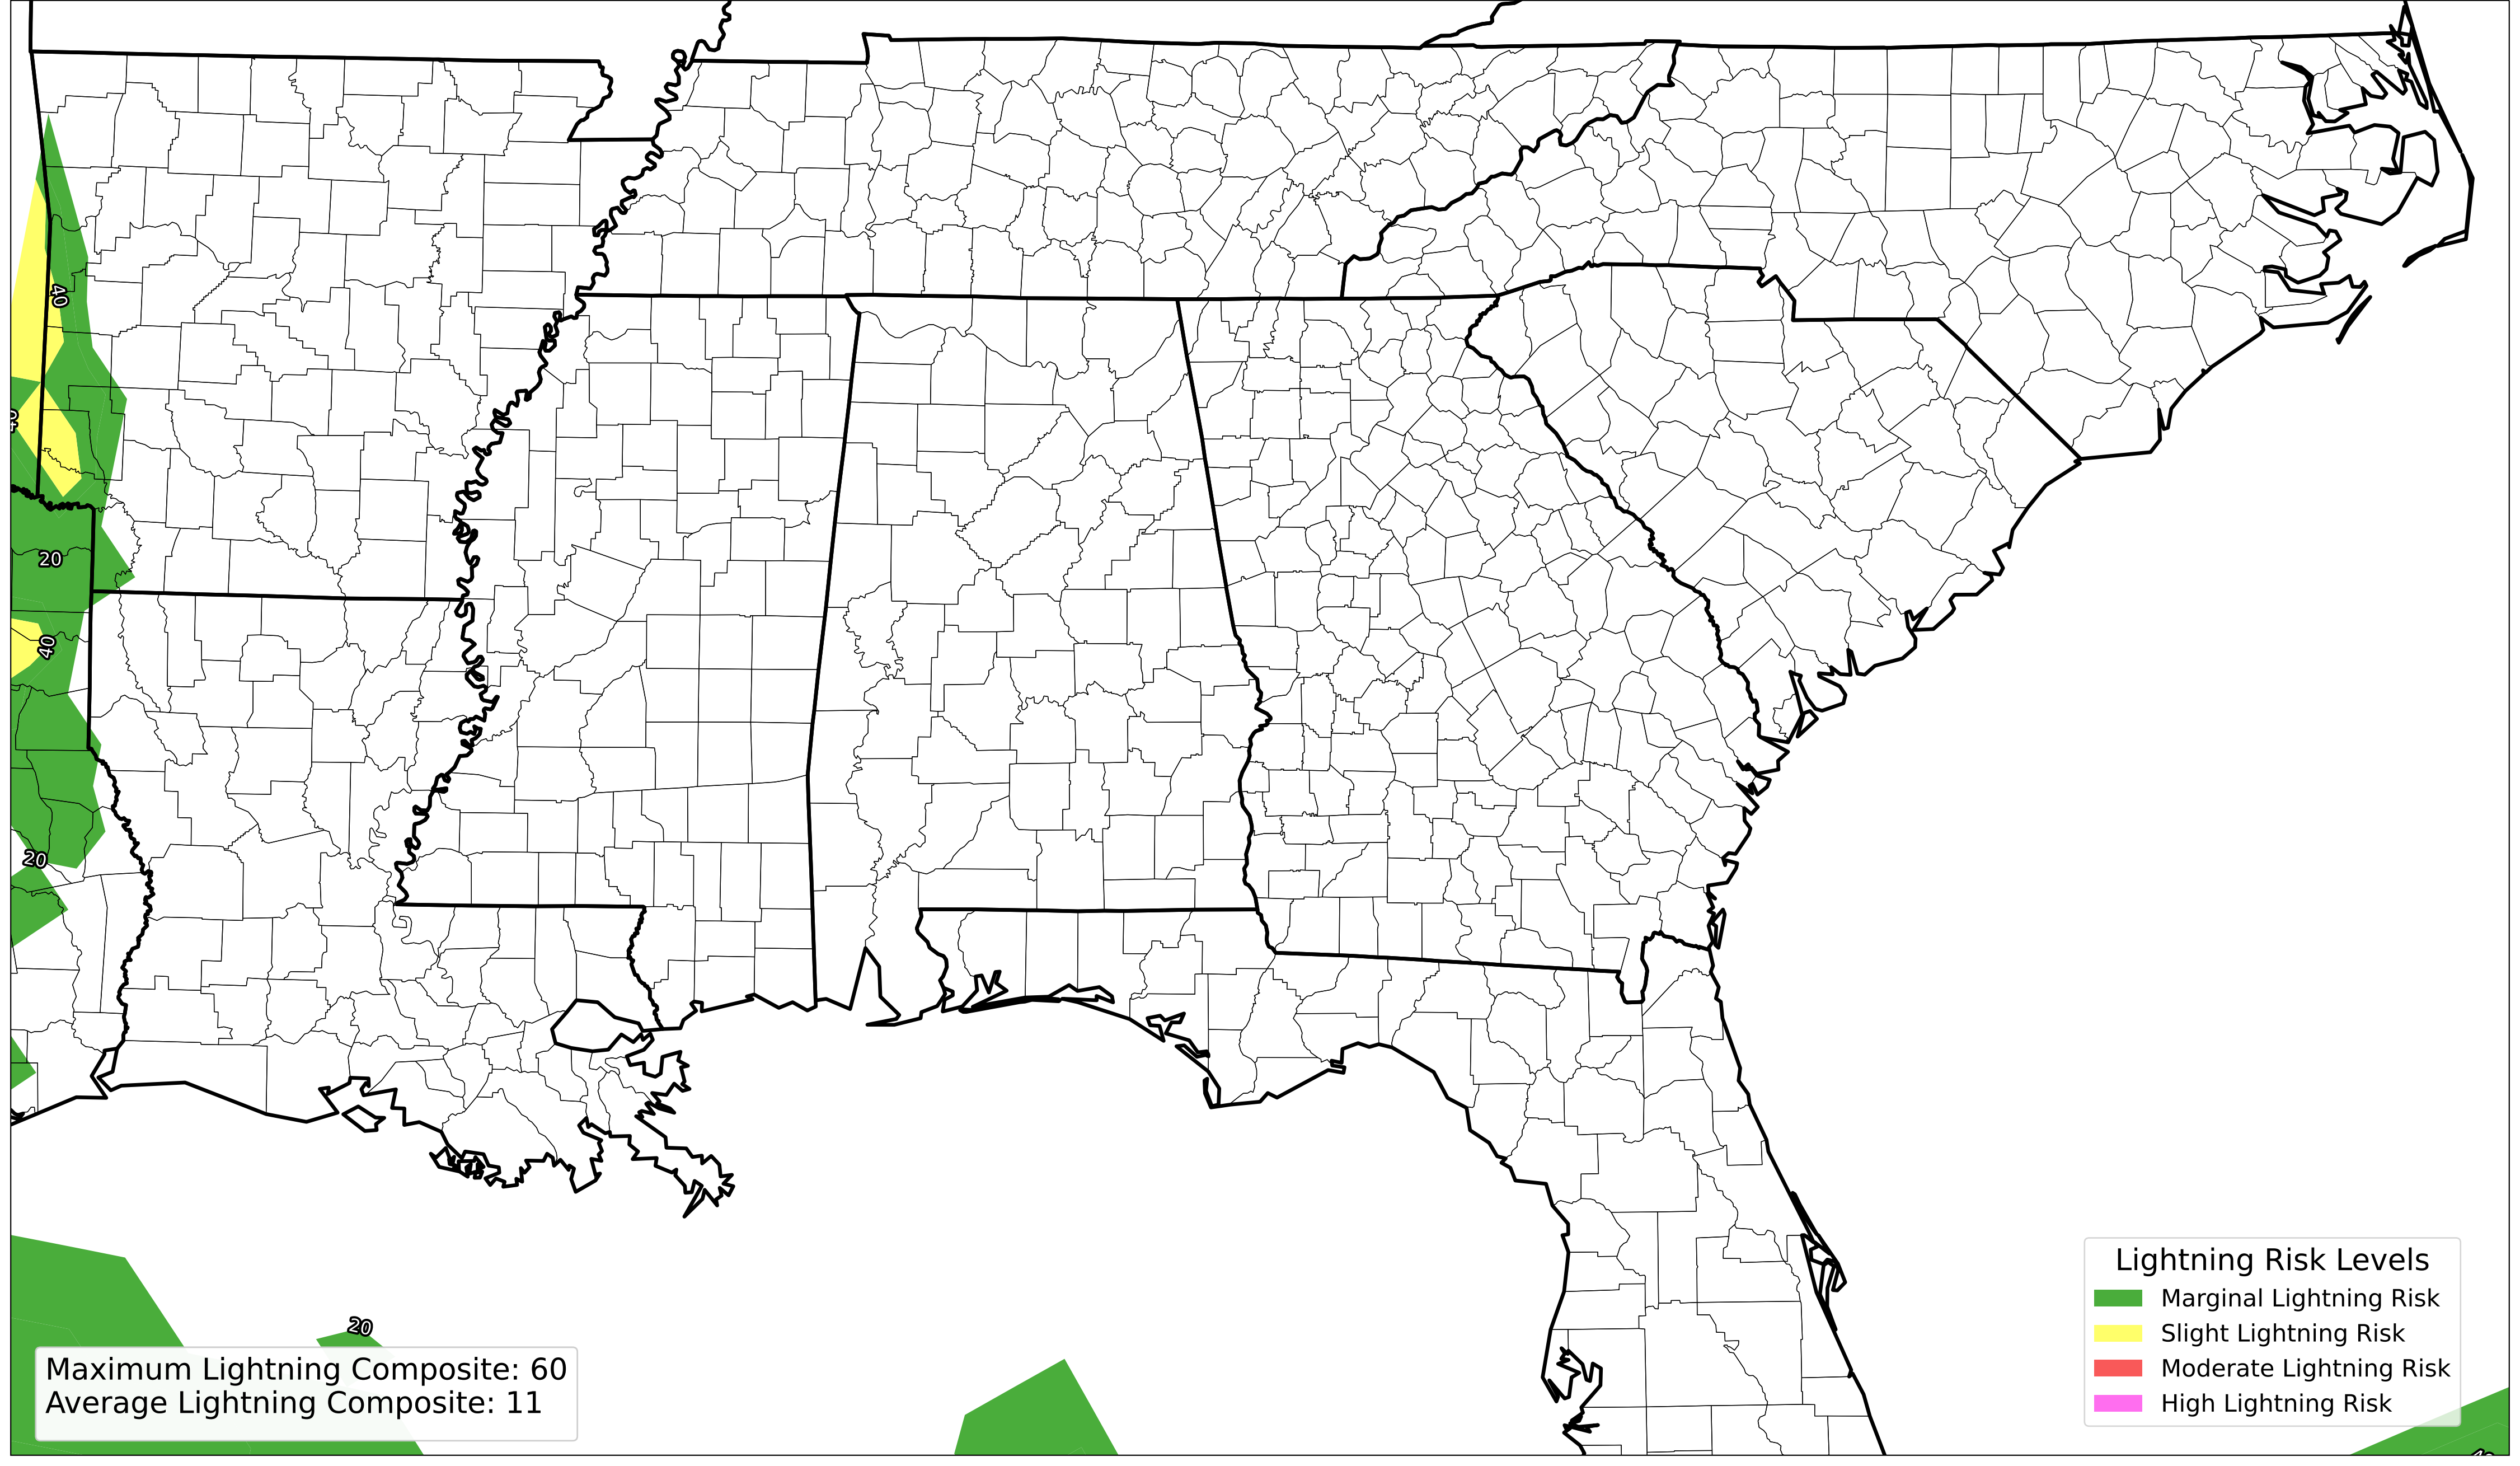 40
20
40
20
20
Maximum Lightning Composite: 60
Average Lightning Composite: 11
Lightning Risk Levels
Marginal Lightning Risk
Slight Lightning Risk
Moderate Lightning Risk
High Lightning Risk